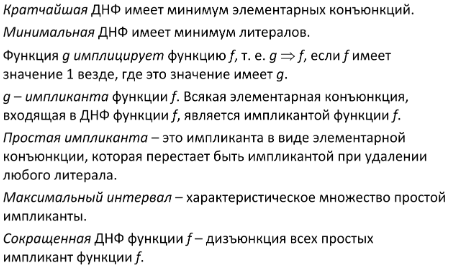 Кратчайшая ДНФ имеет минимум элементарных конъюнкций.
Минимальная ДНФ имеет минимум литералов.
Функция g имплицирует функцию f, т. е. g ⇒ f, если f имеет
значение 1 везде, где это значение имеет g.
g – импликанта функции f. Всякая элементарная конъюнкция,
входящая в ДНФ функции f, является импликантой функции f.
Простая импликанта – это импликанта в виде элементарной
конъюнкции, которая перестает быть импликантой при удалении
любого литерала.
Максимальный интервал – характеристическое множество простой
импликанты.
Сокращенная ДНФ функции f – дизъюнкция всех простых
импликант функции f.